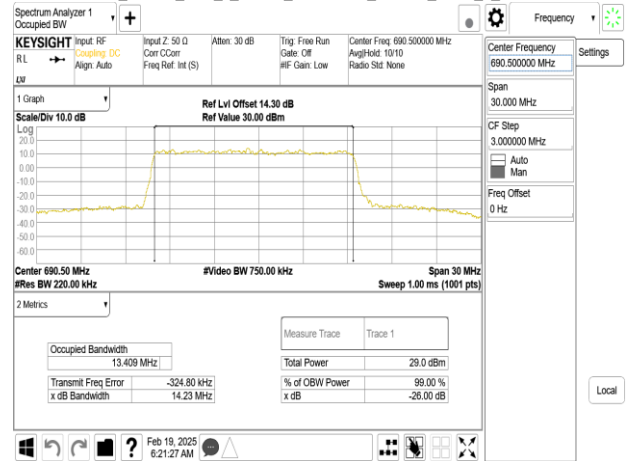 Spectrum Analyzer 1
Occupied BW
Frequency
KEYSIGHT
RL
Input: RF
Coupling: DC
Align: Auto
Input Z: 50 Ω
Corr CCorr
Freq Ref: Int (S)
Atten: 30 dB
Trig: Free Run
Gate: Off
#IF Gain: Low
Center Freq: 690.500000 MHz
Avg|Hold: 10/10
Radio Std: None
Center Frequency
690.500000 MHz
Settings
Span
30.000 MHz
CF Step
3.000000 MHz
Auto
Man
Freq Offset
0 Hz
Local
1 Graph
Scale/Div 10.0 dB
Ref Lvl Offset 14.30 dB
Ref Value 30.00 dBm
Log
20.0
10.0
0.00
-10.0
-20.0
-30.0
-40.0
-50.0
-60.0
Center 690.50 MHz
#Video BW 750.00 kHz
Span 30 MHz
#Res BW 220.00 kHz
Sweep 1.00 ms (1001 pts)
2 Metrics
Measure Trace Trace 1
Occupied Bandwidth
13.409 MHz
Total Power 29.0 dBm
Transmit Freq Error -324.80 kHz
% of OBW Power 99.00 %
x dB Bandwidth 14.23 MHz
x dB -26.00 dB
Feb 19, 2025
6:21:27 AM